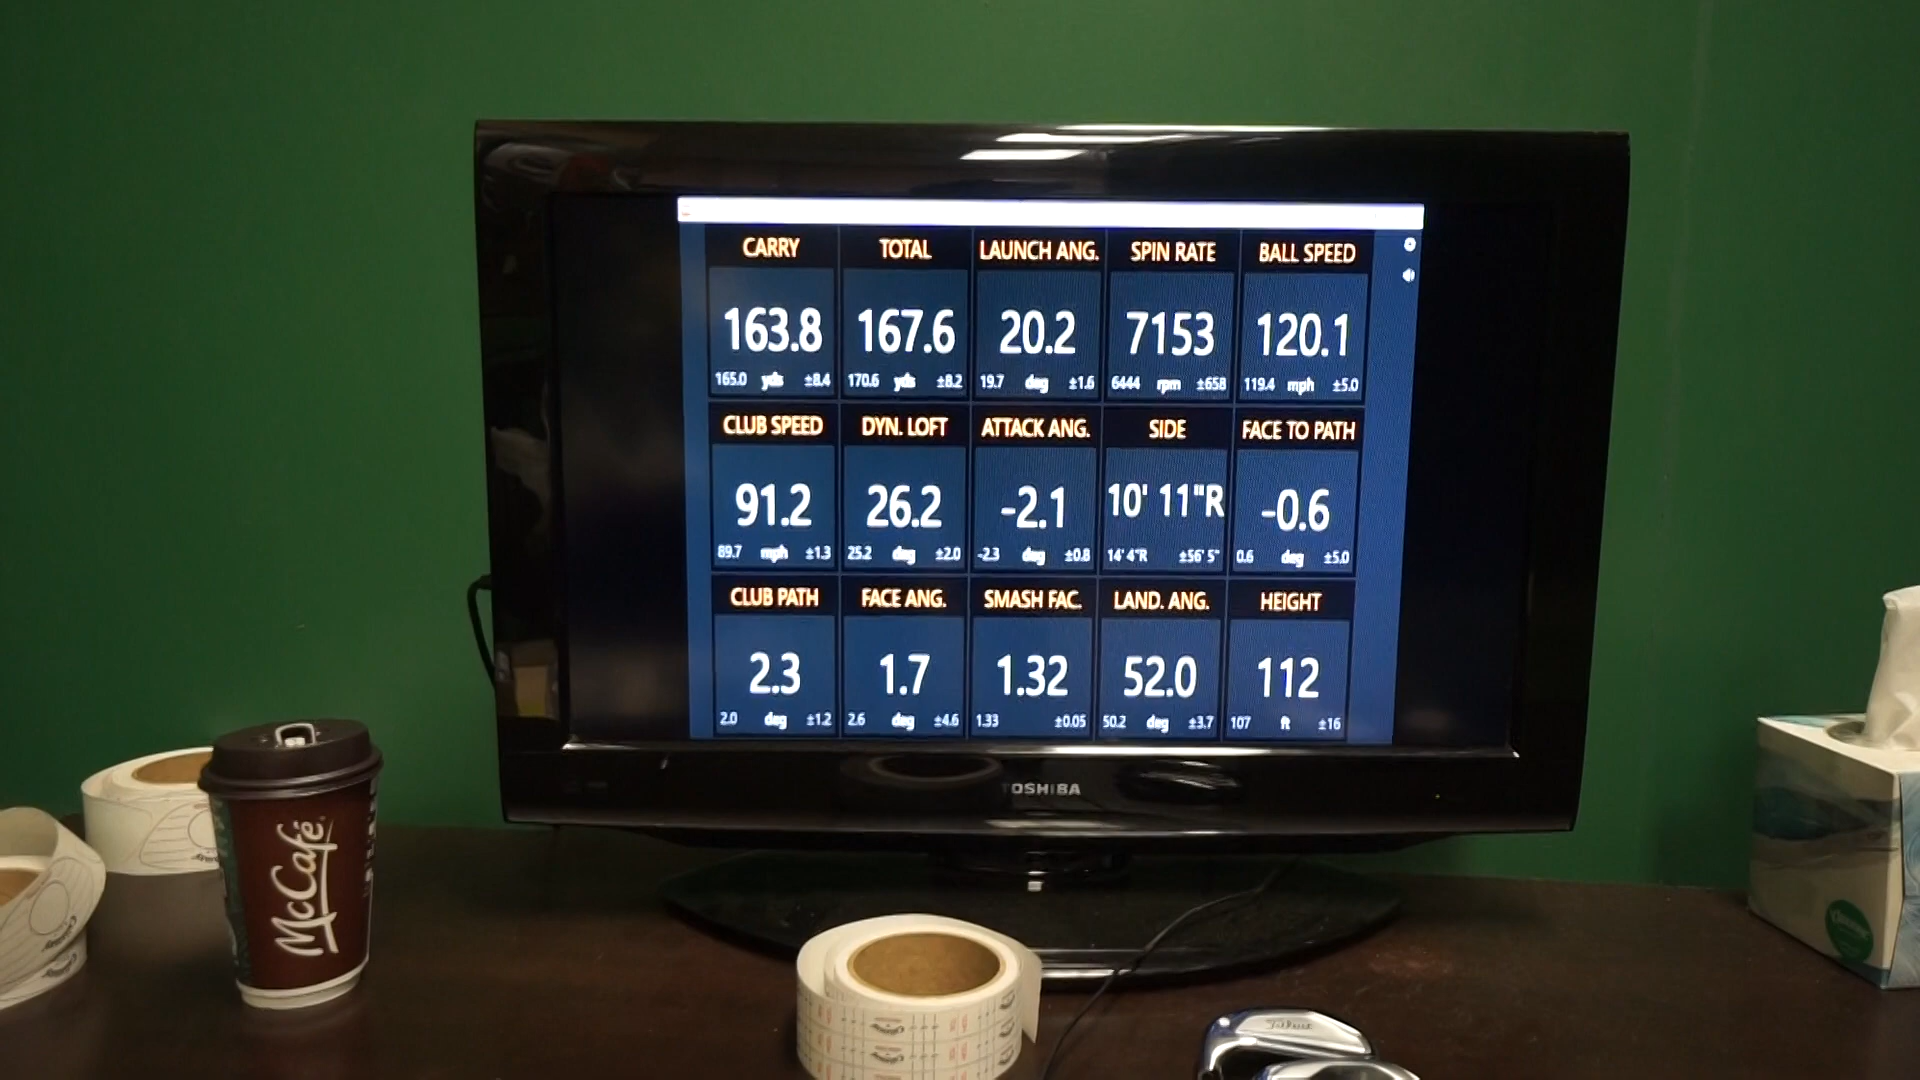 CARRY TOTAL LAUNCH ANG. SPIN RATE BALL SPEED
163.8 167.6 20.2 7153 120.1
165.0 yds ±8.4 170.6 yds ±8.2 19.7 deg ±1.6 6444 rpm ±658 119.4 mph ±5.0
CLUB SPEED DYN. LOFT ATTACK ANG. SIDE FACE TO PATH
91.2 26.2 -2.1 10' 11"R -0.6
89.7 mph ±1.3 25.2 deg ±2.0 -2.3 deg ±0.8 14' 4"R ±56' 5" 0.6 deg ±5.0
CLUB PATH FACE ANG. SMASH FAC. LAND. ANG. HEIGHT
2.3 1.7 1.32 52.0 112
2.0 deg ±1.2 2.6 deg ±4.6 1.33 ±0.05 50.2 deg ±3.7 107 ft ±16
TOSHIBA
McCafé
Kleenex
Titleist